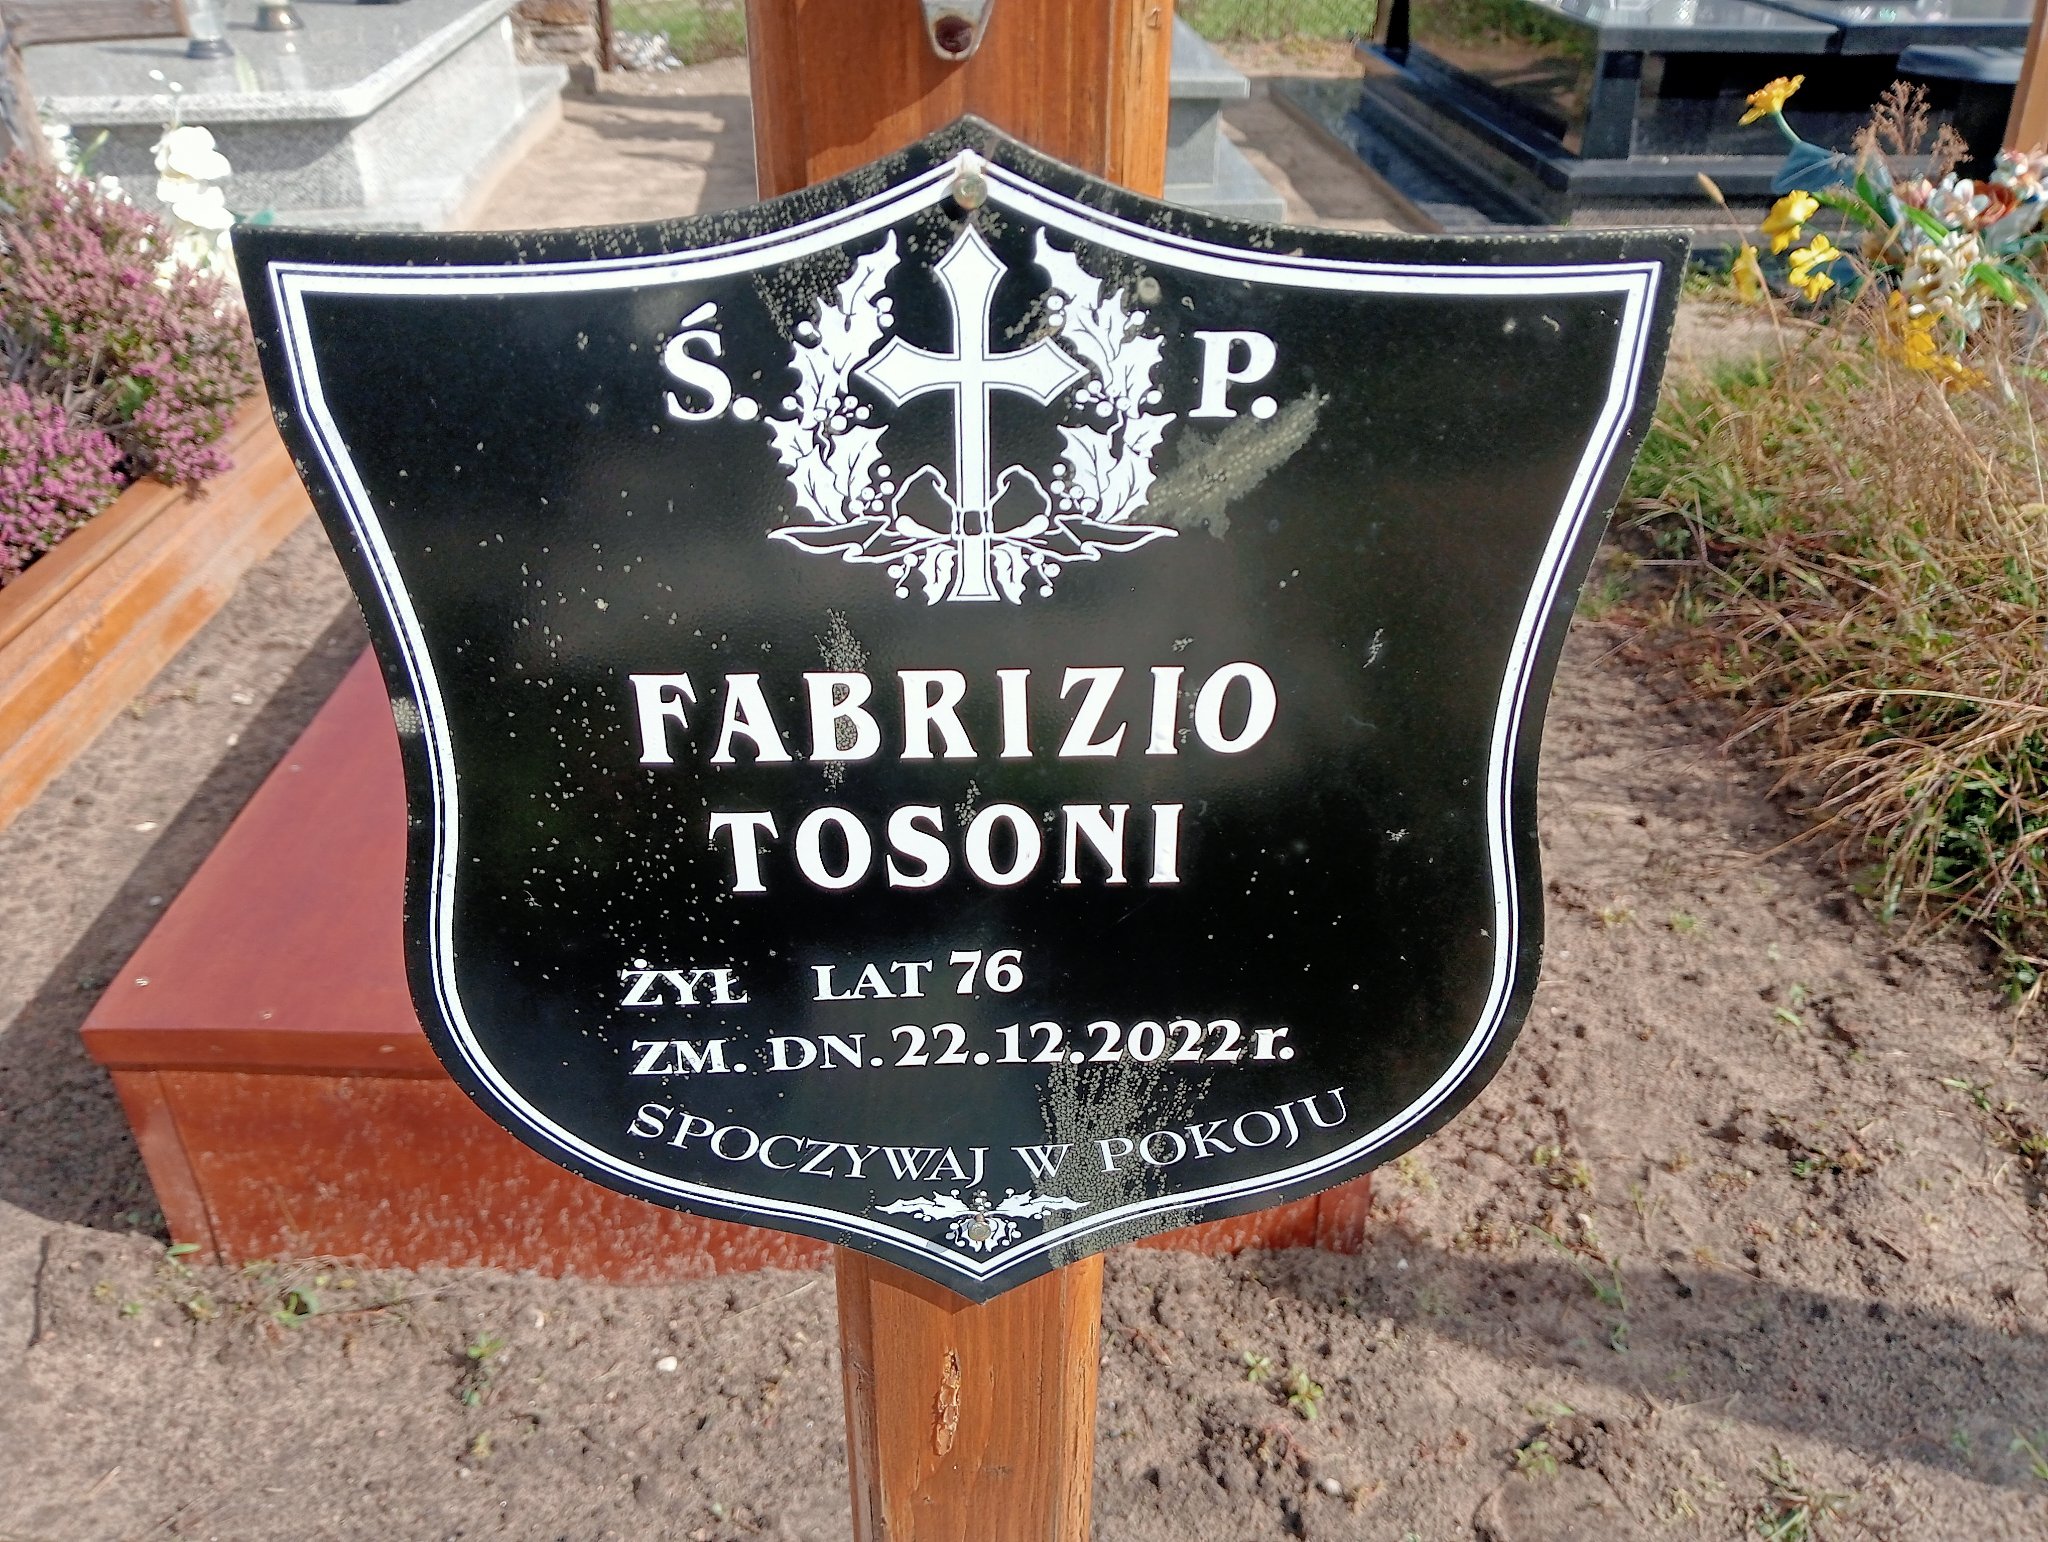 Ś. P.
FABRIZIO
TOSONI
ŻYŁ LAT 76
ZM. DN. 22.12.2022 r.
SPOCZYWAJ W POKOJU